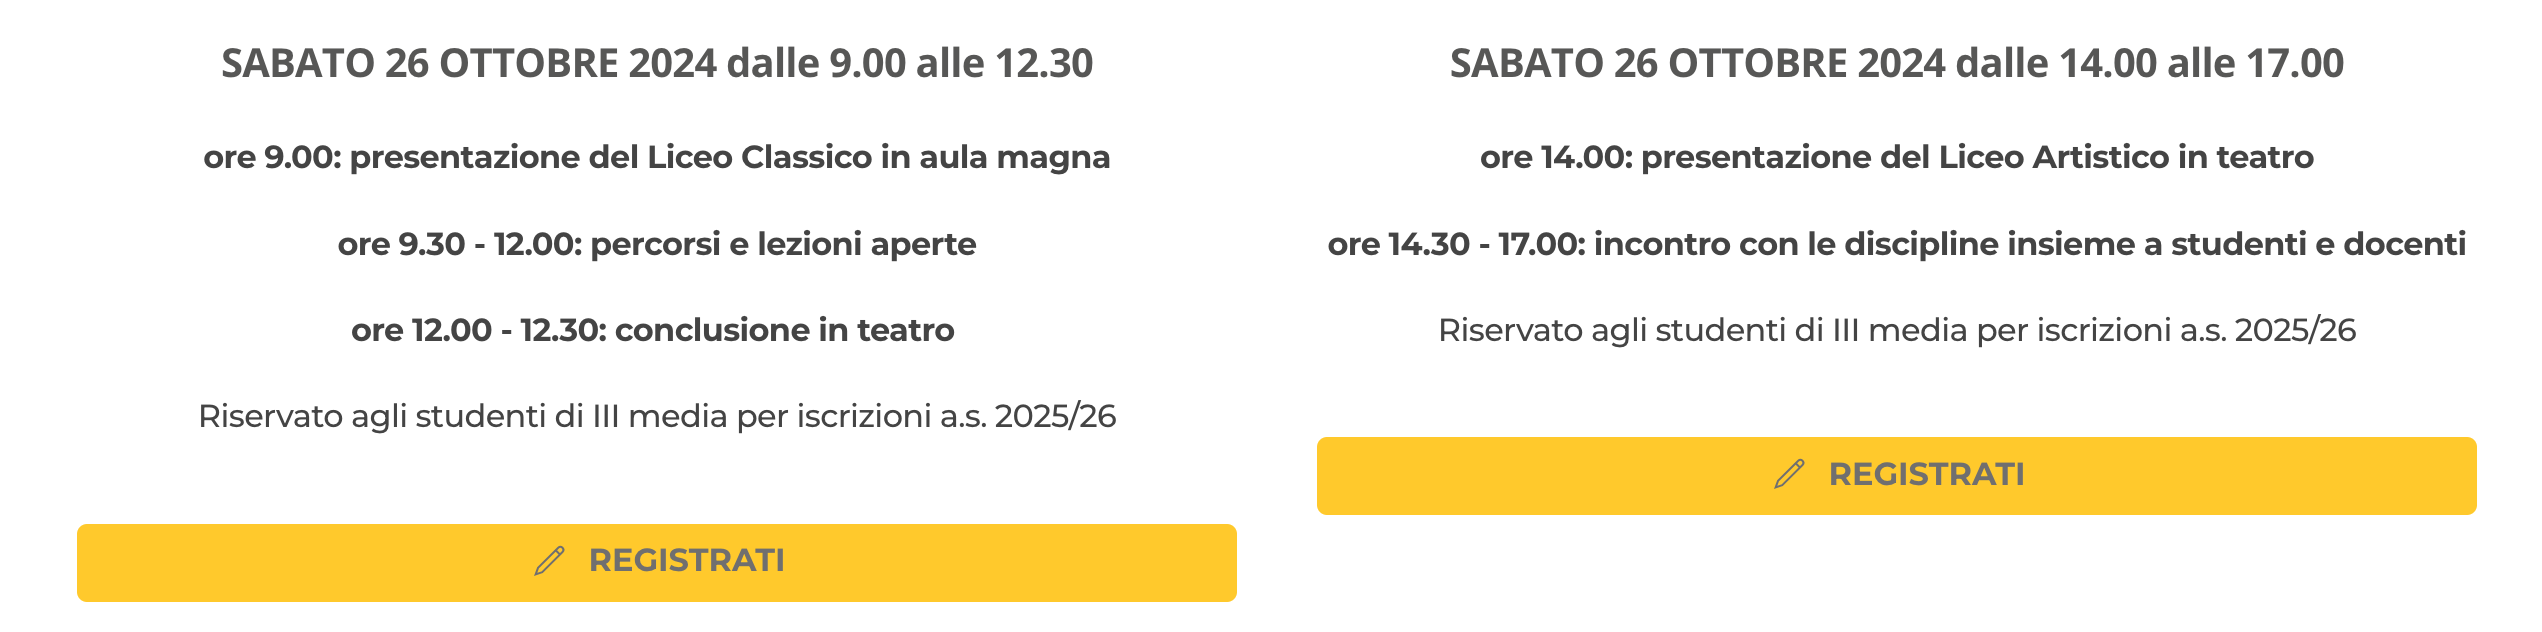 SABATO 26 OTTOBRE 2024 dalle 9.00 alle 12.30
ore 9.00: presentazione del Liceo Classico in aula magna
ore 9.30 - 12.00: percorsi e lezioni aperte
ore 12.00 - 12.30: conclusione in teatro
Riservato agli studenti di III media per iscrizioni a.s. 2025/26
REGISTRATI
SABATO 26 OTTOBRE 2024 dalle 14.00 alle 17.00
ore 14.00: presentazione del Liceo Artistico in teatro
ore 14.30 - 17.00: incontro con le discipline insieme a studenti e docenti
Riservato agli studenti di III media per iscrizioni a.s. 2025/26
REGISTRATI